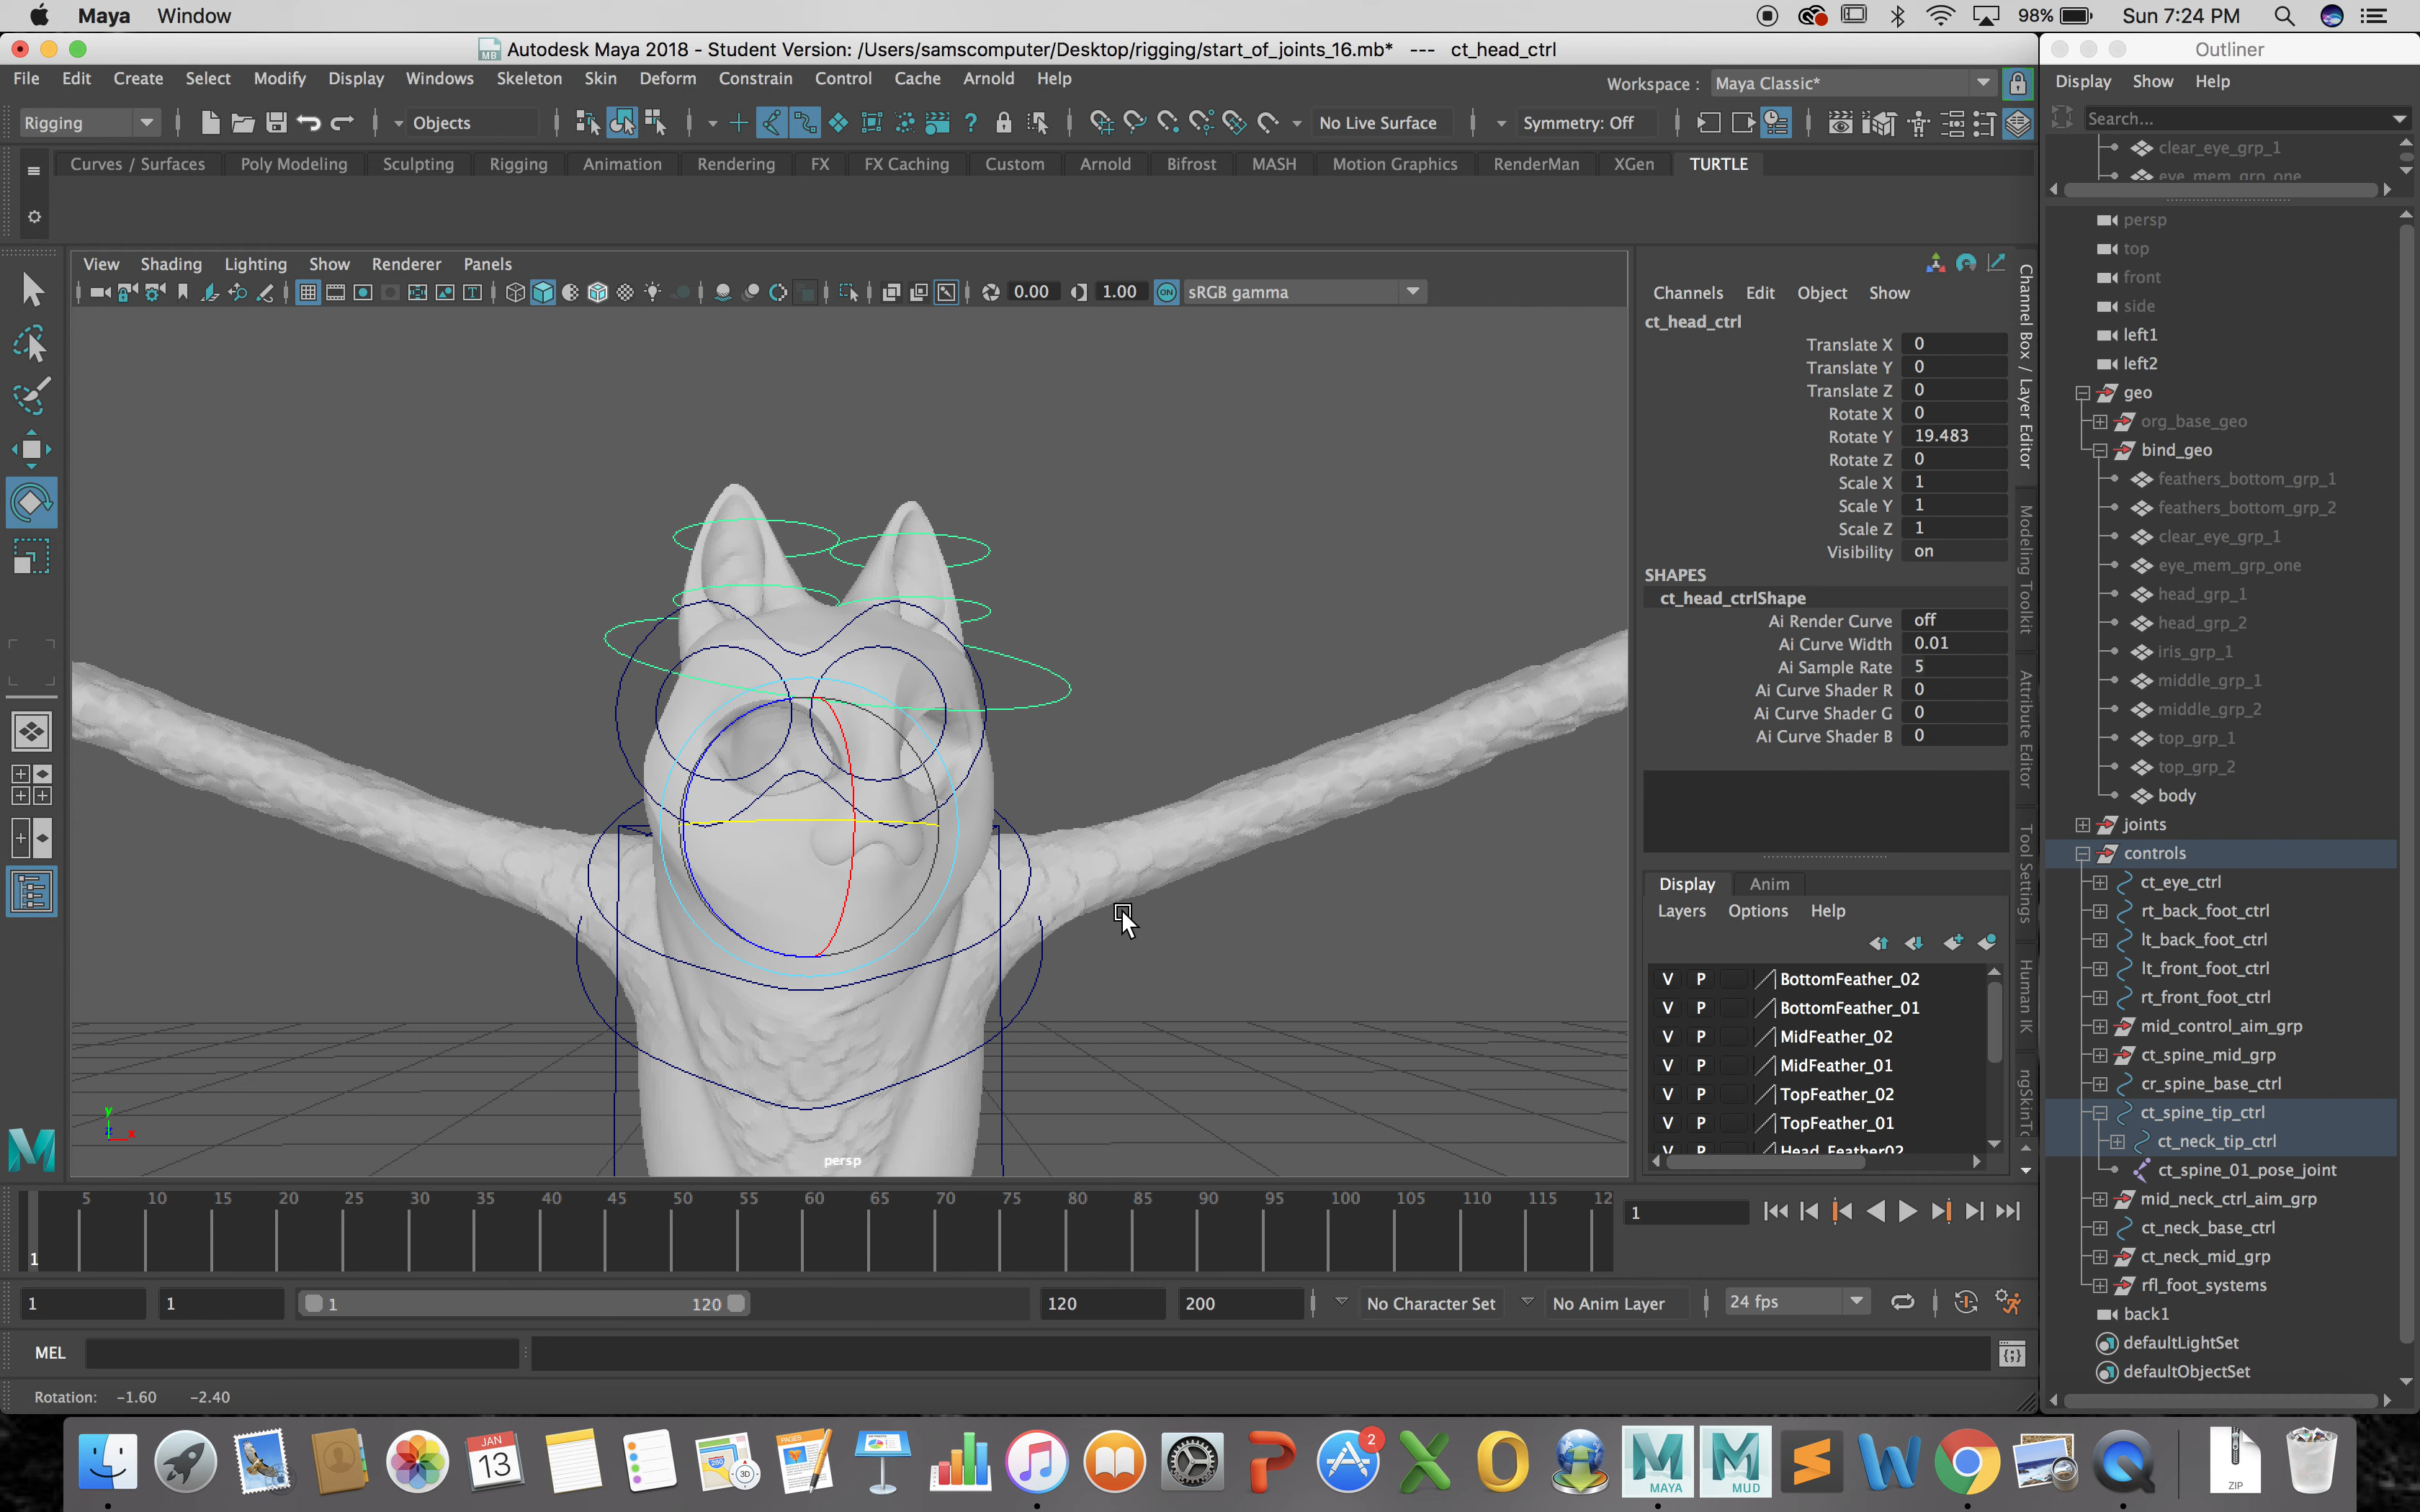 Maya Window 98% Sun 7:24 PM
Autodesk Maya 2018 - Student Version: /Users/samscomputer/Desktop/rigging/start_of_joints_16.mb* --- ct_head_ctrl
Outliner
File Edit Create Select Modify Display Windows Skeleton Skin Deform Constrain Control Cache Arnold Help
Workspace : Maya Classic*
Display Show Help
Rigging Objects No Live Surface Symmetry: Off
Search...
Curves / Surfaces Poly Modeling Sculpting Rigging Animation Rendering FX FX Caching Custom Arnold Bifrost MASH Motion Graphics RenderMan XGen TURTLE
clear_eye_grp_1
eye_mem_grp_one
View Shading Lighting Show Renderer Panels
0.00 1.00 ON sRGB gamma
Channels Edit Object Show
ct_head_ctrl
Translate X 0
Translate Y 0
Translate Z 0
Rotate X 0
Rotate Y 19.483
Rotate Z 0
Scale X 1
Scale Y 1
Scale Z 1
Visibility on
SHAPES
ct_head_ctrlShape
Ai Render Curve off
Ai Curve Width 0.01
Ai Sample Rate 5
Ai Curve Shader R 0
Ai Curve Shader G 0
Ai Curve Shader B 0
Display Anim
Layers Options Help
V P BottomFeather_02
V P BottomFeather_01
V P MidFeather_02
V P MidFeather_01
V P TopFeather_02
V P TopFeather_01
V P Head_Feather02
Channel Box / Layer Editor
Modeling Toolkit
Attribute Editor
Tool Settings
Human IK
ngSkinTo
persp
top
front
side
left1
left2
geo
org_base_geo
bind_geo
feathers_bottom_grp_1
feathers_bottom_grp_2
clear_eye_grp_1
eye_mem_grp_one
head_grp_1
head_grp_2
iris_grp_1
middle_grp_1
middle_grp_2
top_grp_1
top_grp_2
body
joints
controls
ct_eye_ctrl
rt_back_foot_ctrl
lt_back_foot_ctrl
lt_front_foot_ctrl
rt_front_foot_ctrl
mid_control_aim_grp
ct_spine_mid_grp
cr_spine_base_ctrl
ct_spine_tip_ctrl
ct_neck_tip_ctrl
ct_spine_01_pose_joint
mid_neck_ctrl_aim_grp
ct_neck_base_ctrl
ct_neck_mid_grp
rfl_foot_systems
back1
defaultLightSet
defaultObjectSet
y x
persp
M
5 10 15 20 25 30 35 40 45 50 55 60 65 70 75 80 85 90 95 100 105 110 115 12
1
1
1 1 1 120 120 200 No Character Set No Anim Layer 24 fps
MEL
Rotation: -1.60 -2.40
JAN
13
PAGES
280
3D
2
MAYA
MUD
ZIP